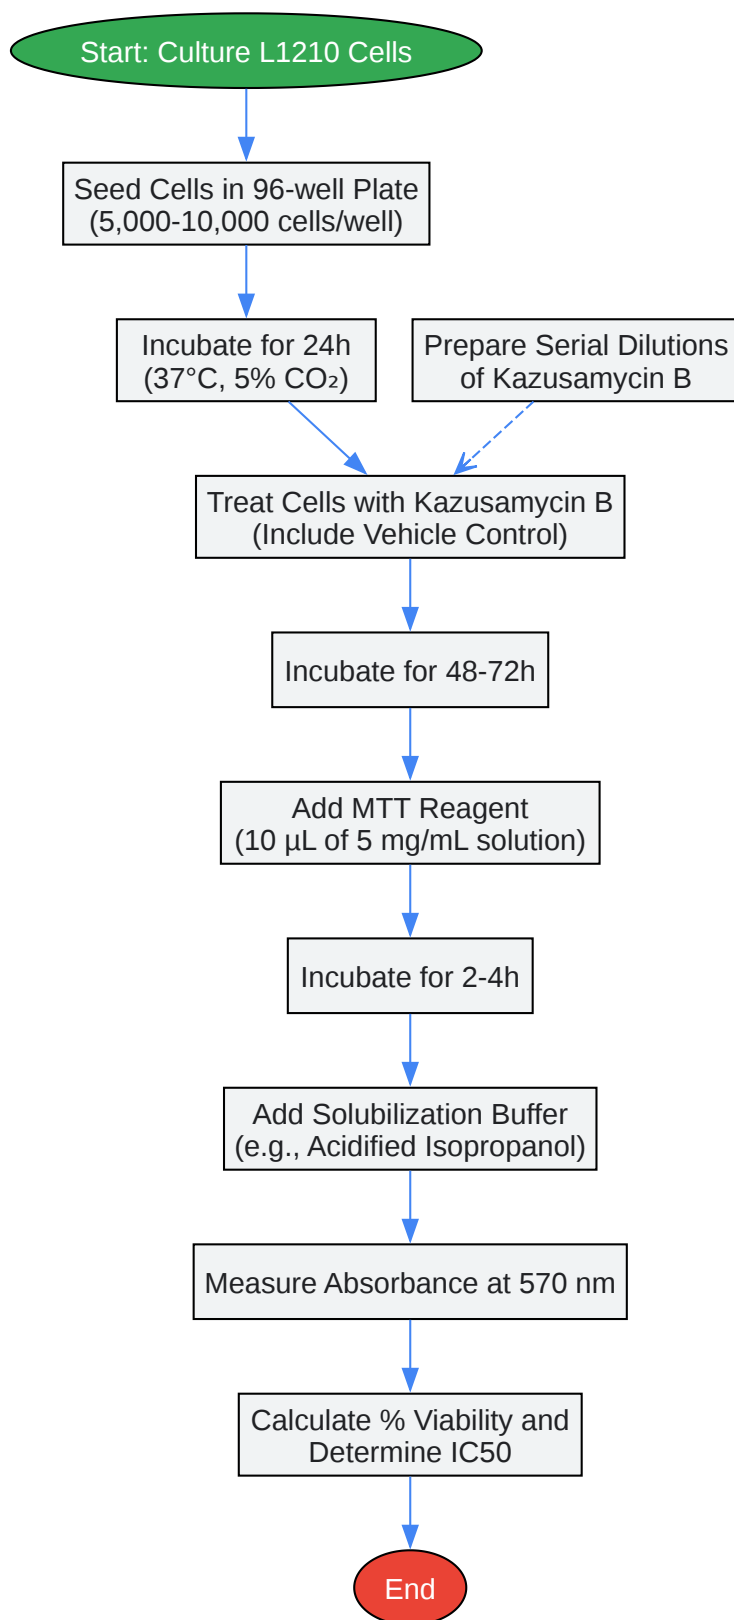 Start: Culture L1210 Cells
Seed Cells in 96-well Plate
(5,000-10,000 cells/well)
Incubate for 24h
(37°C, 5% CO₂)
Prepare Serial Dilutions
of Kazusamycin B
Treat Cells with Kazusamycin B
(Include Vehicle Control)
Incubate for 48-72h
Add MTT Reagent
(10 µL of 5 mg/mL solution)
Incubate for 2-4h
Add Solubilization Buffer
(e.g., Acidified Isopropanol)
Measure Absorbance at 570 nm
Calculate % Viability and
Determine IC50
End